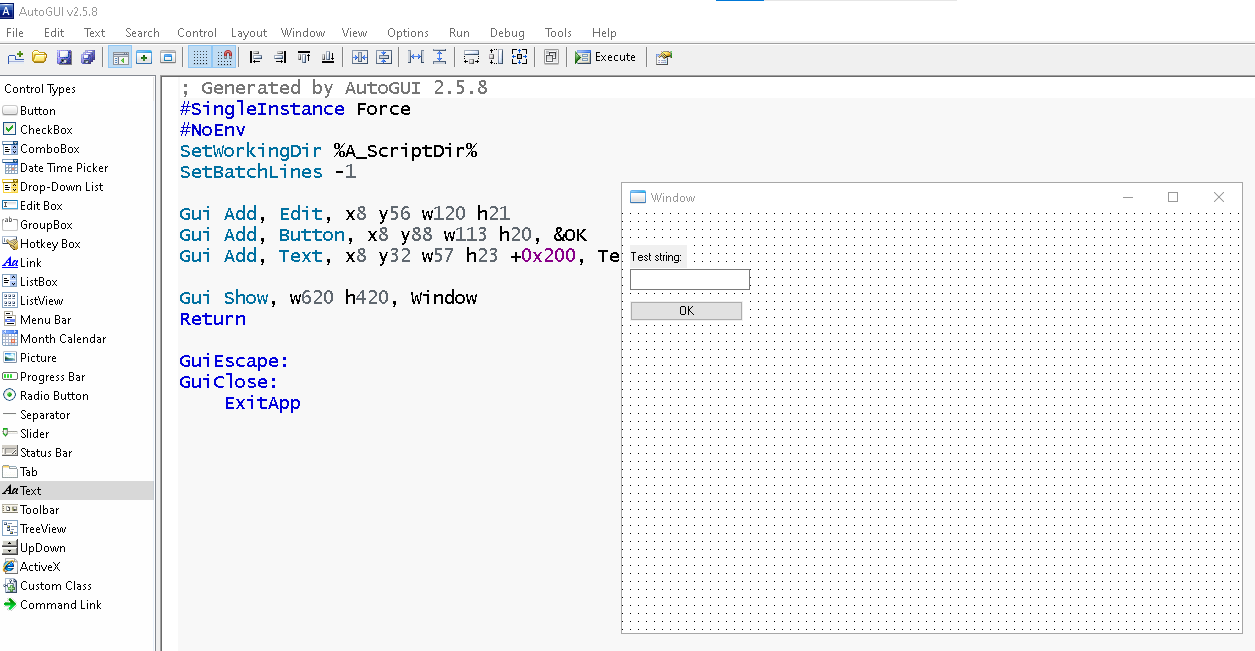 AutoGUI v2.5.8
File Edit Text Search Control Layout Window View Options Run Debug Tools Help
Execute
Control Types
Button
CheckBox
ComboBox
Date Time Picker
Drop-Down List
Edit Box
GroupBox
Hotkey Box
Link
ListBox
ListView
Menu Bar
Month Calendar
Picture
Progress Bar
Radio Button
Separator
Slider
Status Bar
Tab
Text
Toolbar
TreeView
UpDown
ActiveX
Custom Class
Command Link
; Generated by AutoGUI 2.5.8
#SingleInstance Force
#NoEnv
SetWorkingDir %A_ScriptDir%
SetBatchLines -1
Gui Add, Edit, x8 y56 w120 h21
Gui Add, Button, x8 y88 w113 h20, &OK
Gui Add, Text, x8 y32 w57 h23 +0x200, Te
Gui Show, w620 h420, Window
Return
GuiEscape:
GuiClose:
ExitApp
Window
Test string:
OK